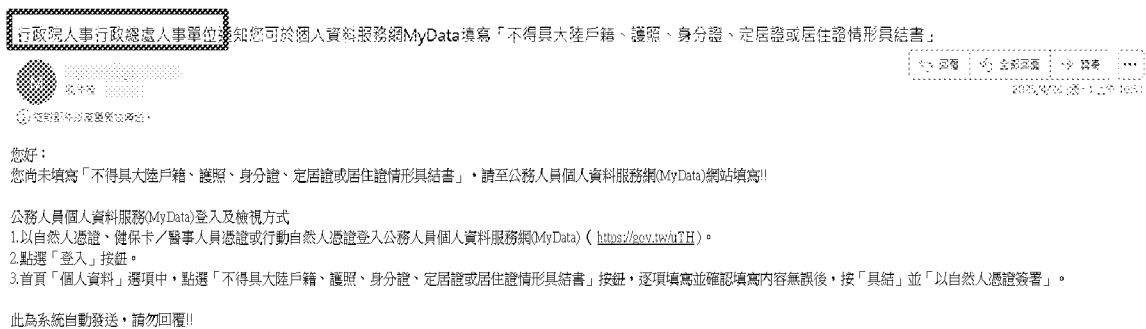 行政院人事行政總處人事單位通知您可於個人資料服務網MyData填寫「不得具大陸戶籍、護照、身分證、定居證或居住證情形具結書」
回覆 全部回覆 轉寄 ...
您好：
您尚未填寫「不得具大陸戶籍、護照、身分證、定居證或居住證情形具結書」，請至公務人員個人資料服務網(MyData)網站填寫!!
公務人員個人資料服務(MyData)登入及檢視方式
1.以自然人憑證、健保卡／醫事人員憑證或行動自然人憑證登入公務人員個人資料服務網(MyData)（ https://gov.tw/uTH ）。
2.點選「登入」按鈕。
3.首頁「個人資料」選項中，點選「不得具大陸戶籍、護照、身分證、定居證或居住證情形具結書」按鈕，逐項填寫並確認填寫內容無誤後，按「具結」並「以自然人憑證簽署」。
此為系統自動發送，請勿回覆!!